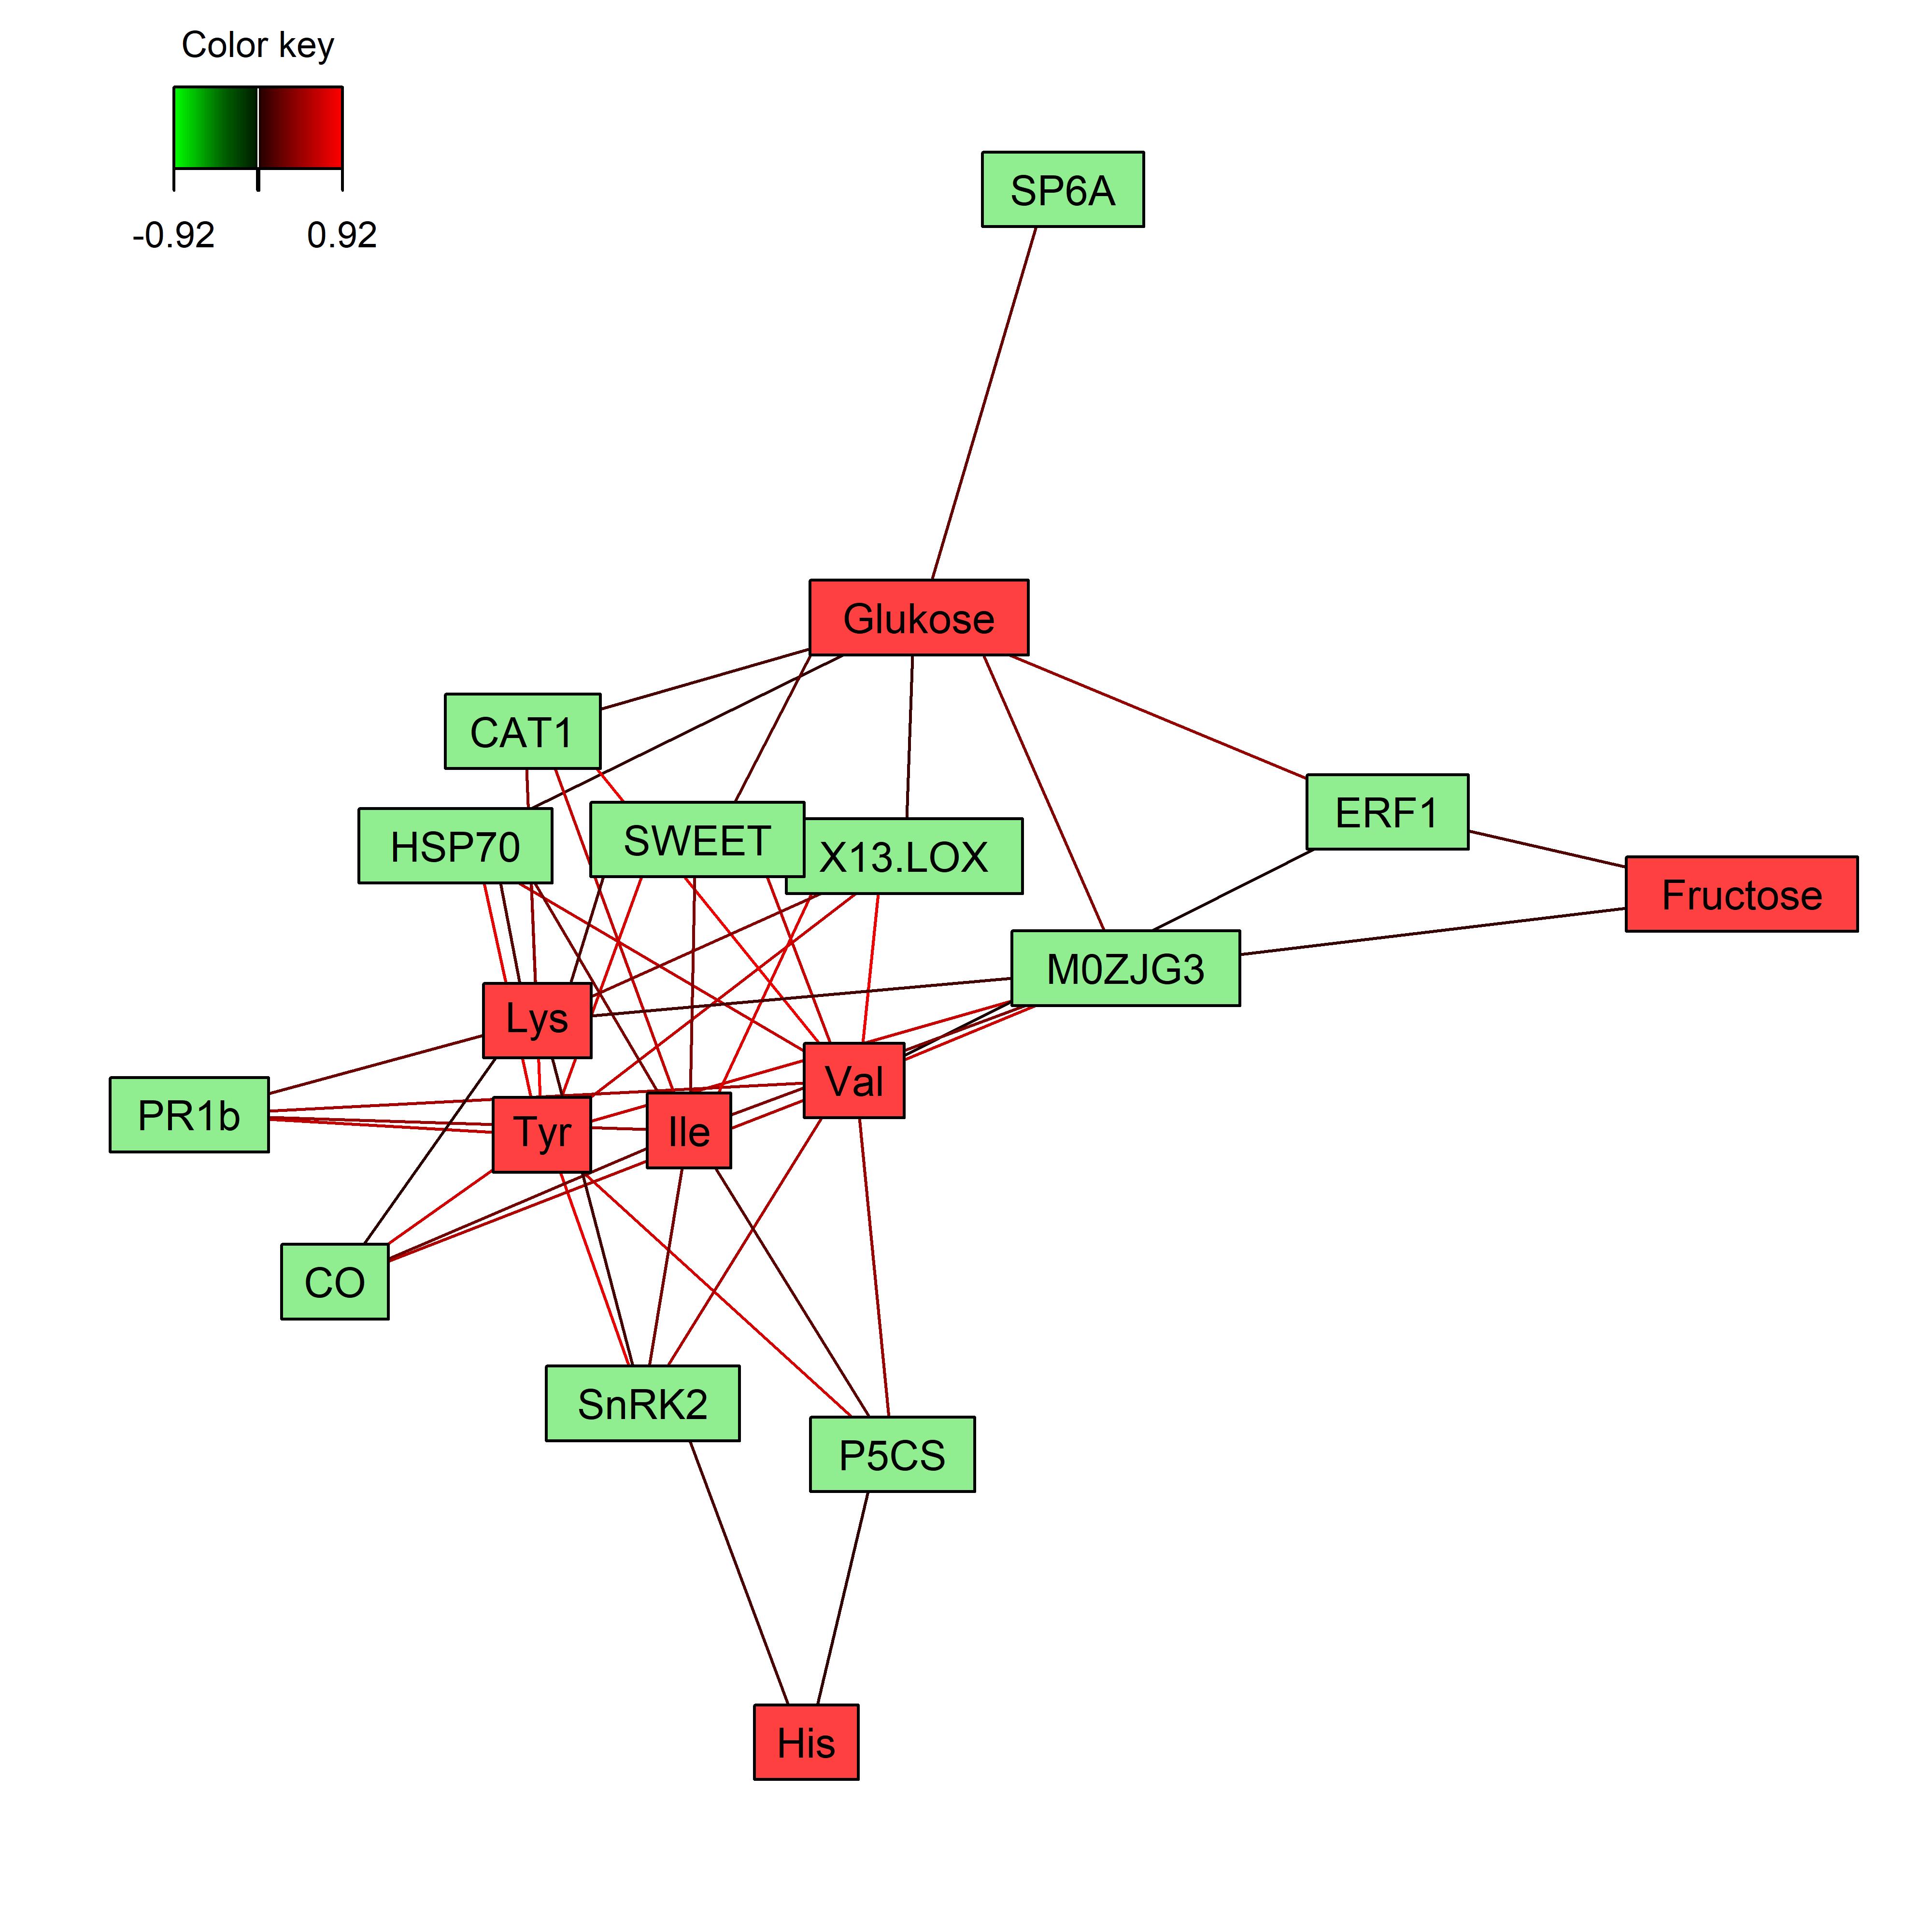 Color key
-0.92 0.92
SP6A
Glukose
CAT1
ERF1
HSP70
SWEET
X13.LOX
Fructose
M0ZJG3
Lys
Val
PR1b
Tyr
Ile
CO
SnRK2
P5CS
His